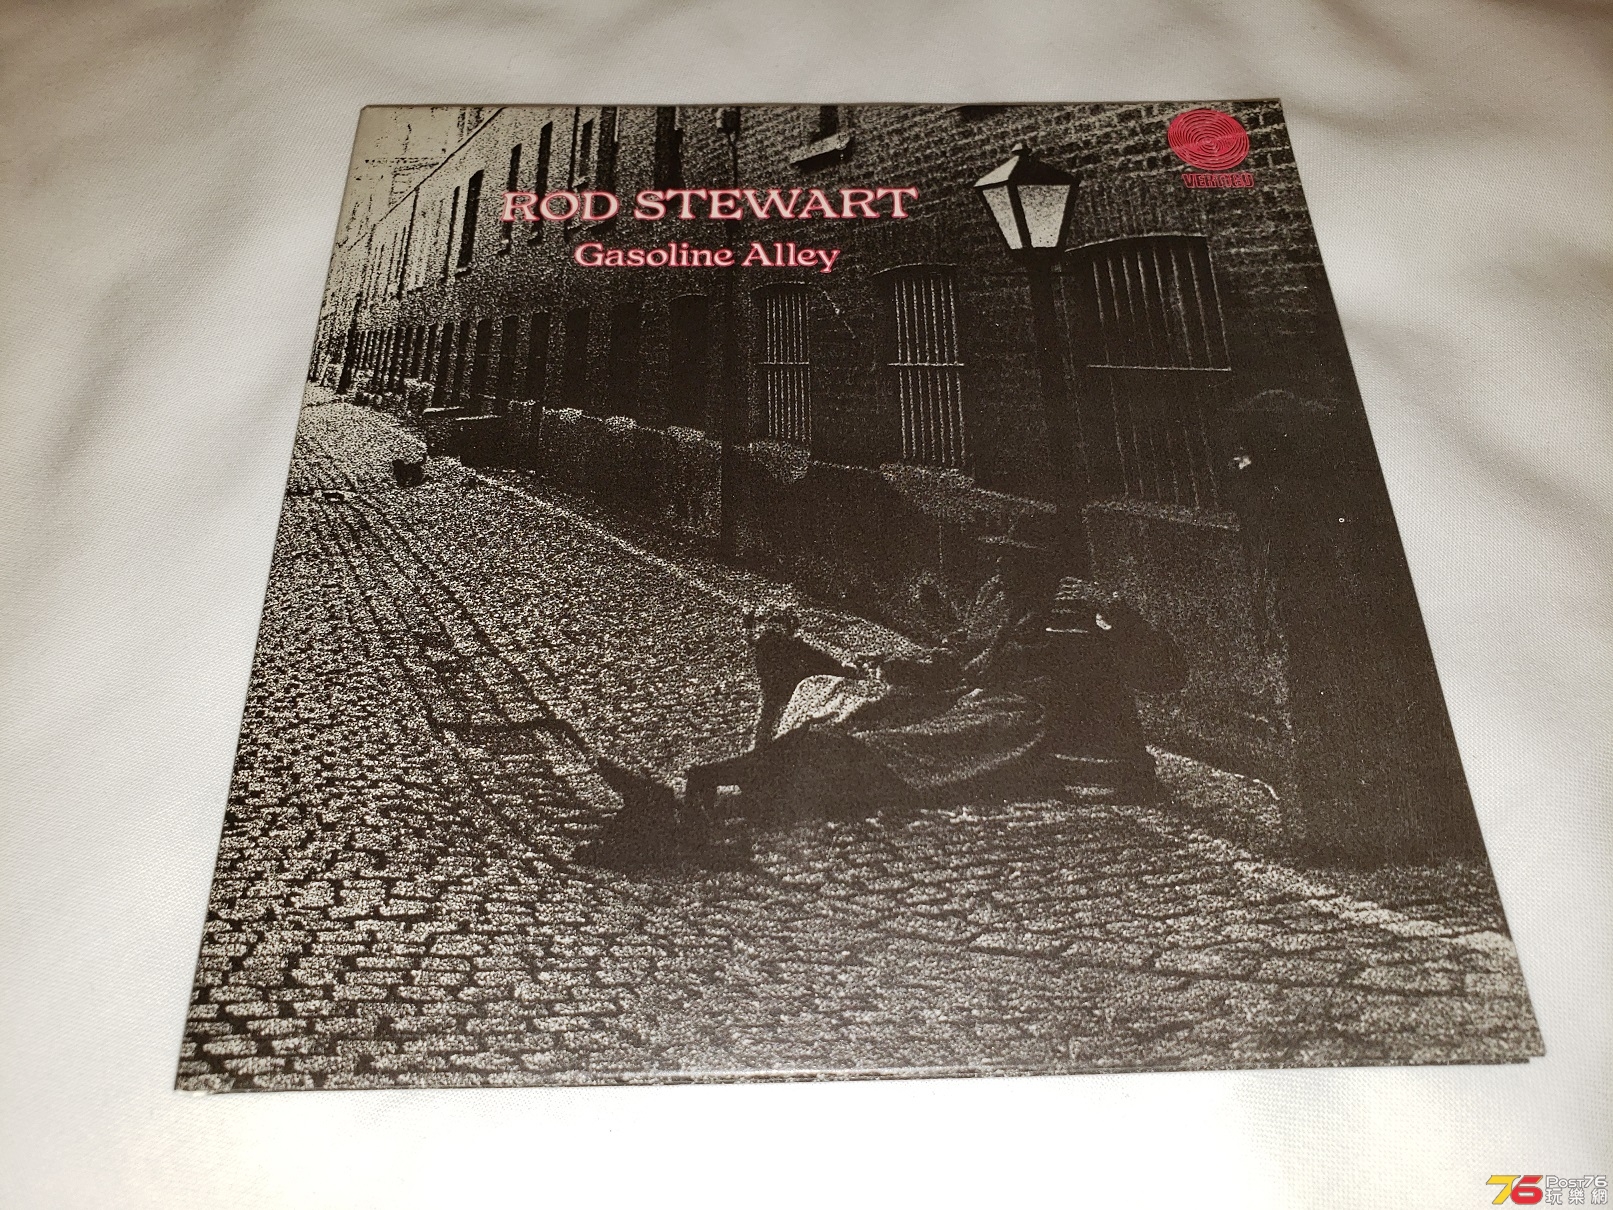 ROD STEWART
Gasoline Alley
VERTIGO
76 Post76
玩樂網